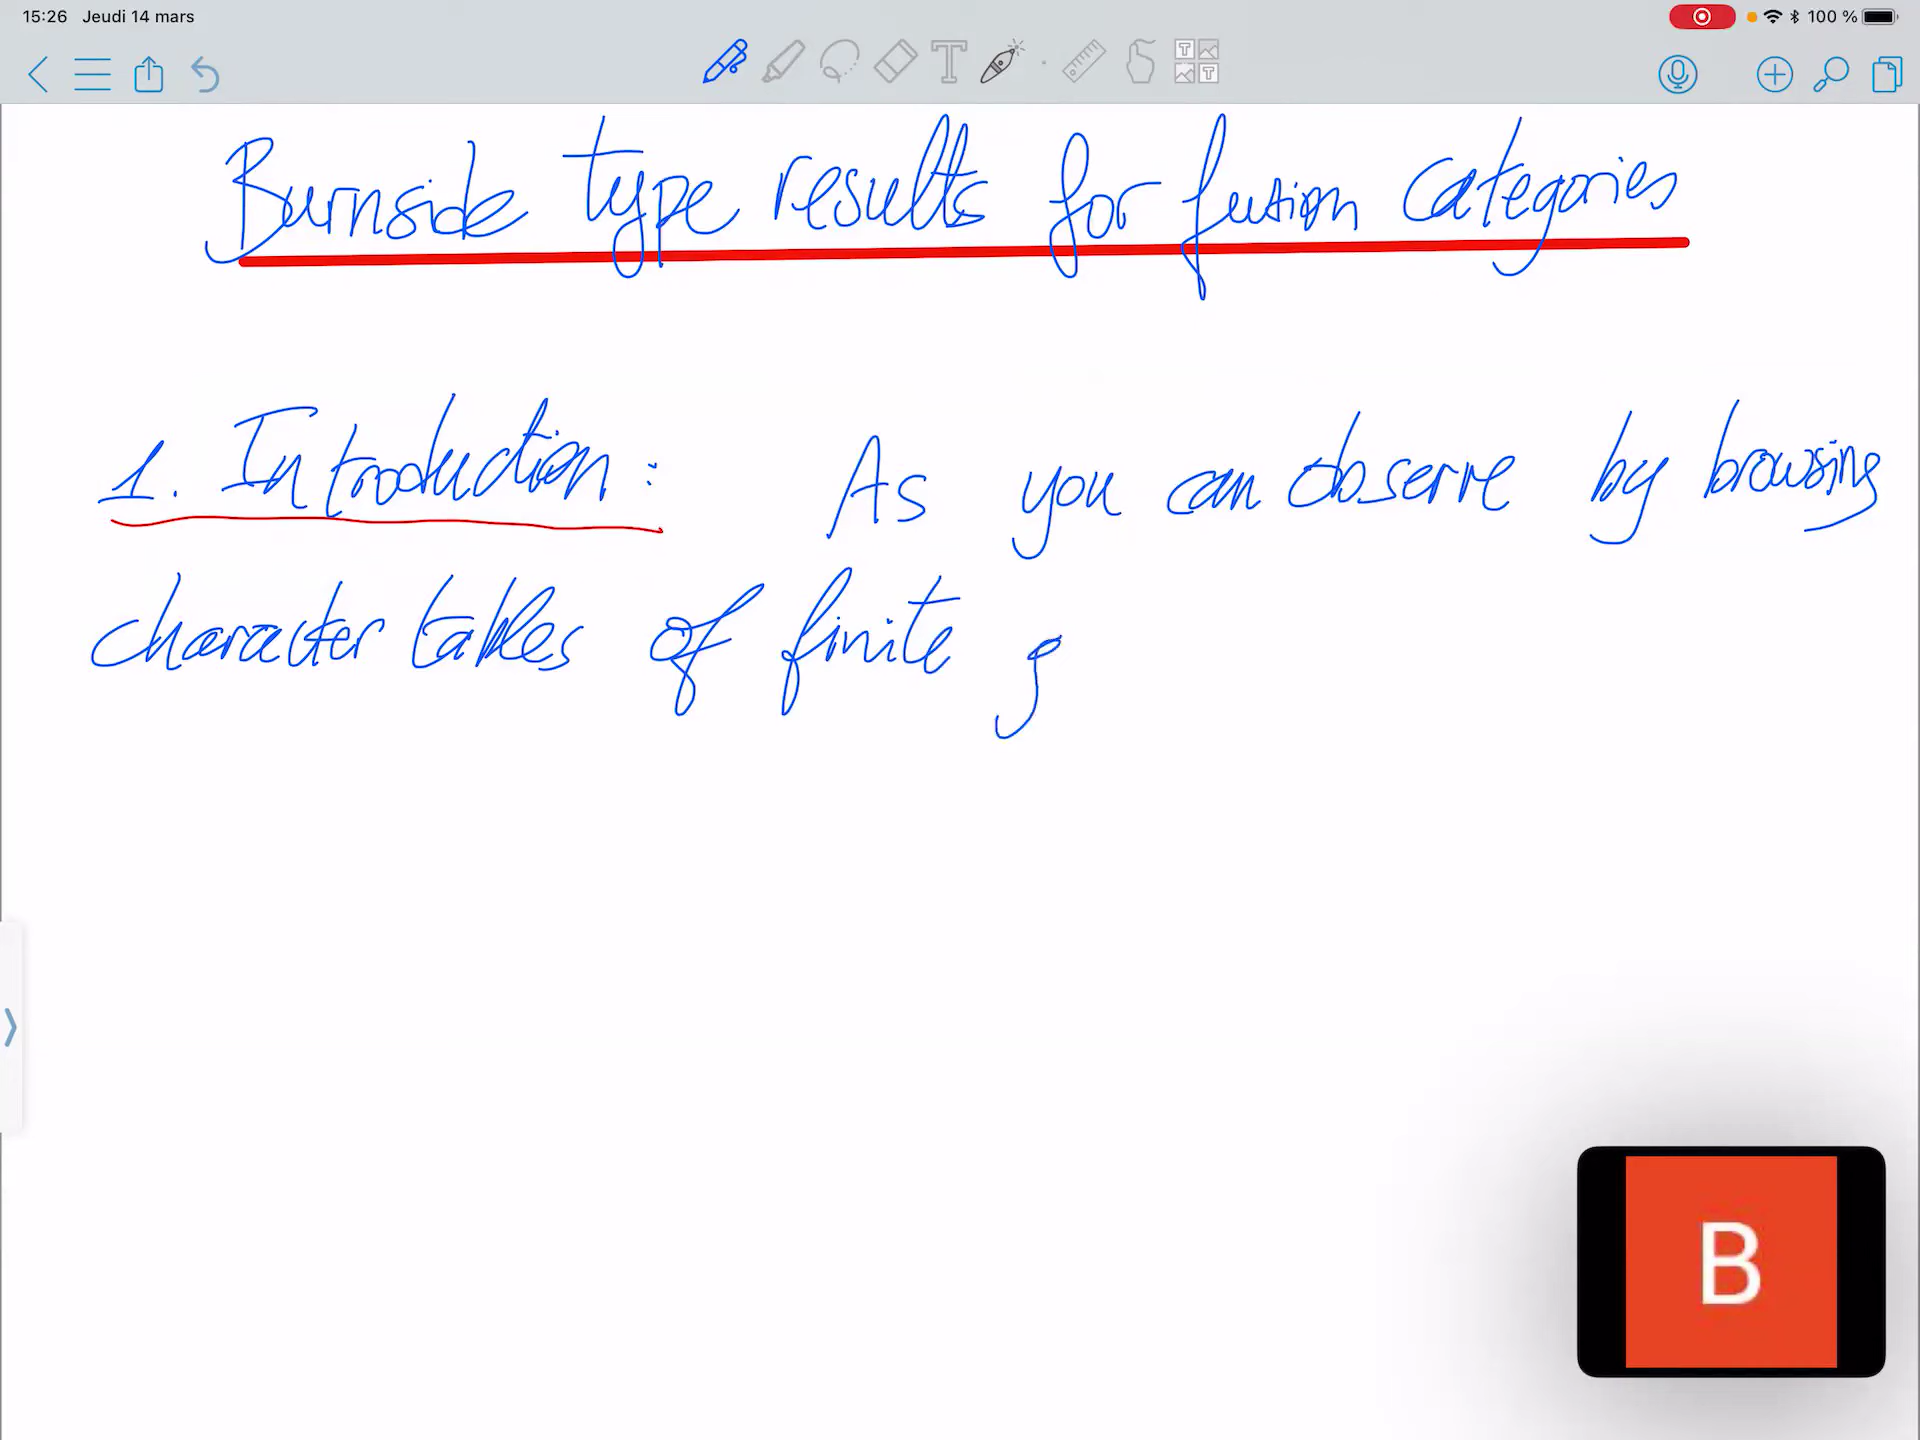 15:26 Jeudi 14 mars 100 %
Burnside type results for fusion categories
1. Introduction: As you can observe by browsing
character tables of finite g
B